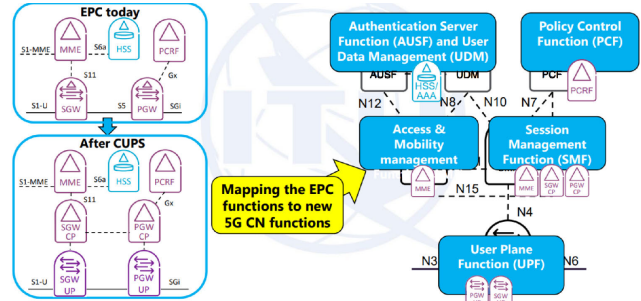 EPC today
S1-MME
MME
S6a
HSS
PCRF
S11
Gx
S1-U
SGW
S5
PGW
SGi
After CUPS
S1-MME
MME
S6a
HSS
PCRF
S11
Gx
SGW
CP
PGW
CP
S1-U
SGW
UP
PGW
UP
SGi
Mapping the EPC
functions to new
5G CN functions
Authentication Server
Function (AUSF) and User
Data Management (UDM)
Policy Control
Function (PCF)
AUSF
HSS/
AAA
UDM
PCF
PCRF
N12
N8
N10
N7
Access &
Mobility
management
Session
Management
Function (SMF)
MME
N15
MME
SGW
CP
PGW
CP
N4
User Plane
Function (UPF)
N3
N6
PGW
UP
SGW
UP